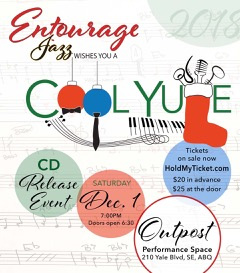 2018
Entourage
Jazz
WISHES YOU A
COOL YULE
CD
Release
Event
SATURDAY
Dec. 1
7:00PM
Doors open 6:30
Tickets
on sale now
HoldMyTicket.com
$20 in advance
$25 at the door
Outpost
Performance Space
210 Yale Blvd, SE, ABQ